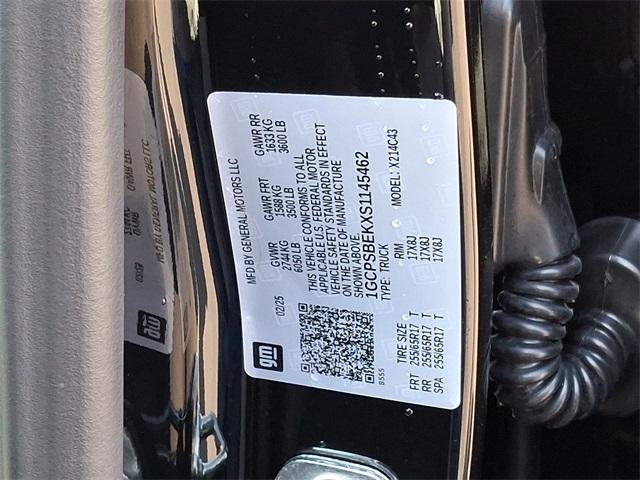 gm
MFD BY GENERAL MOTORS LLC
02/25 GVWR GAWR FRT GAWR RR
2744 KG 1588 KG 1633 KG
6050 LB 3500 LB 3600 LB
THIS VEHICLE CONFORMS TO ALL
APPLICABLE U.S. FEDERAL MOTOR
VEHICLE SAFETY STANDARDS IN EFFECT
ON THE DATE OF MANUFACTURE
SHOWN ABOVE.
1GCPSBEKXS1145462
TYPE: TRUCK MODEL: X214C43
B555
TIRE SIZE RIM
FRT 255/65R17 T 17X8J
RR 255/65R17 T 17X8J
SPA 255/65R17 T 17X8J